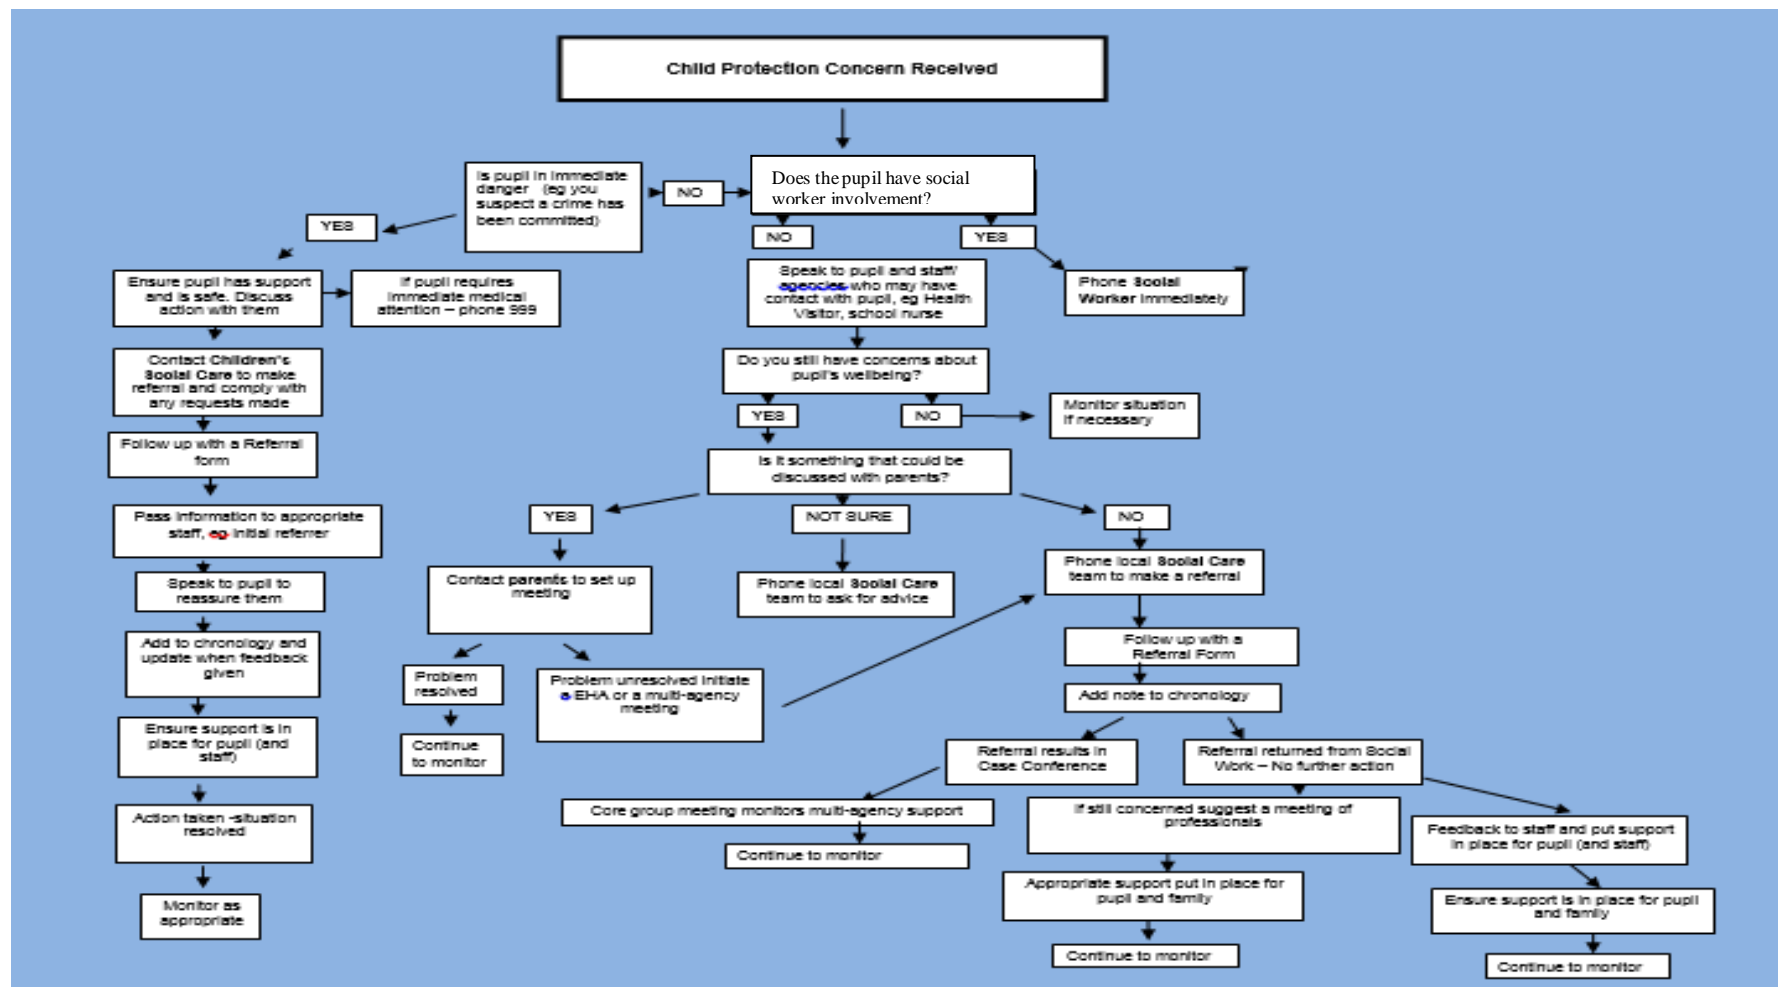 Child Protection Concern Received
Is pupil in immediate
danger (eg you
suspect a crime has
been committed)
NO
Does the pupil have social
worker involvement?
YES
NO
YES
Ensure pupil has support
and is safe. Discuss
action with them
If pupil requires
immediate medical
attention – phone 999
Speak to pupil and staff/
agencies who may have
contact with pupil, eg Health
Visitor, school nurse
Phone Social
Worker immediately
Contact Children's
Social Care to make
referral and comply with
any requests made
Do you still have concerns about
pupil's wellbeing?
YES
NO
Monitor situation
if necessary
Follow up with a Referral
form
Is it something that could be
discussed with parents?
Pass information to appropriate
staff, eg initial referrer
YES
NOT SURE
NO
Speak to pupil to
reassure them
Contact parents to set up
meeting
Phone local Social Care
team to ask for advice
Phone local Social Care
team to make a referral
Add to chronology and
update when feedback
given
Problem
resolved
Problem unresolved initiate
a EHA or a multi-agency
meeting
Follow up with a
Referral Form
Add note to chronology
Ensure support is in
place for pupil (and
staff)
Continue
to monitor
Referral results in
Case Conference
Referral returned from Social
Work – No further action
Action taken -situation
resolved
Core group meeting monitors multi-agency support
If still concerned suggest a meeting of
professionals
Feedback to staff and put support
in place for pupil (and staff)
Continue to monitor
Monitor as
appropriate
Appropriate support put in place for
pupil and family
Ensure support is in place for pupil
and family
Continue to monitor
Continue to monitor